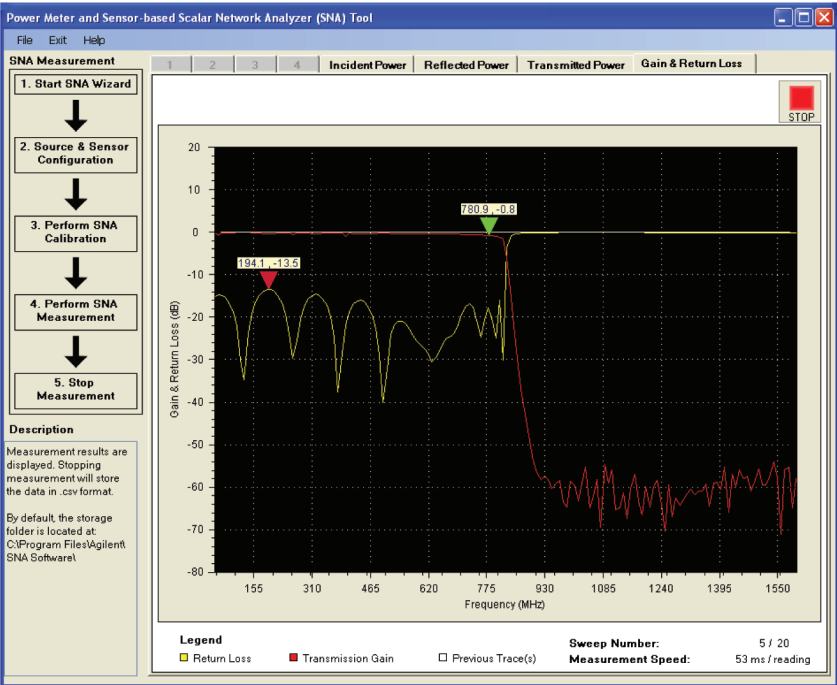 Power Meter and Sensor-based Scalar Network Analyzer (SNA) Tool
File Exit Help
SNA Measurement
1. Start SNA Wizard
2. Source & Sensor
Configuration
3. Perform SNA
Calibration
4. Perform SNA
Measurement
5. Stop
Measurement
Description
Measurement results are
displayed. Stopping
measurement will store
the data in .csv format.
By default, the storage
folder is located at:
C:\Program Files\Agilent\
SNA Software\
1 2 3 4 Incident Power Reflected Power Transmitted Power Gain & Return Loss
STOP
20
10
0
-10
-20
-30
-40
-50
-60
-70
-80
Gain & Return Loss (dB)
780.9 , -0.8
194.1 , -13.5
155 310 465 620 775 930 1085 1240 1395 1550
Frequency (MHz)
Legend
Return Loss Transmission Gain Previous Trace(s)
Sweep Number: 5 / 20
Measurement Speed: 53 ms / reading